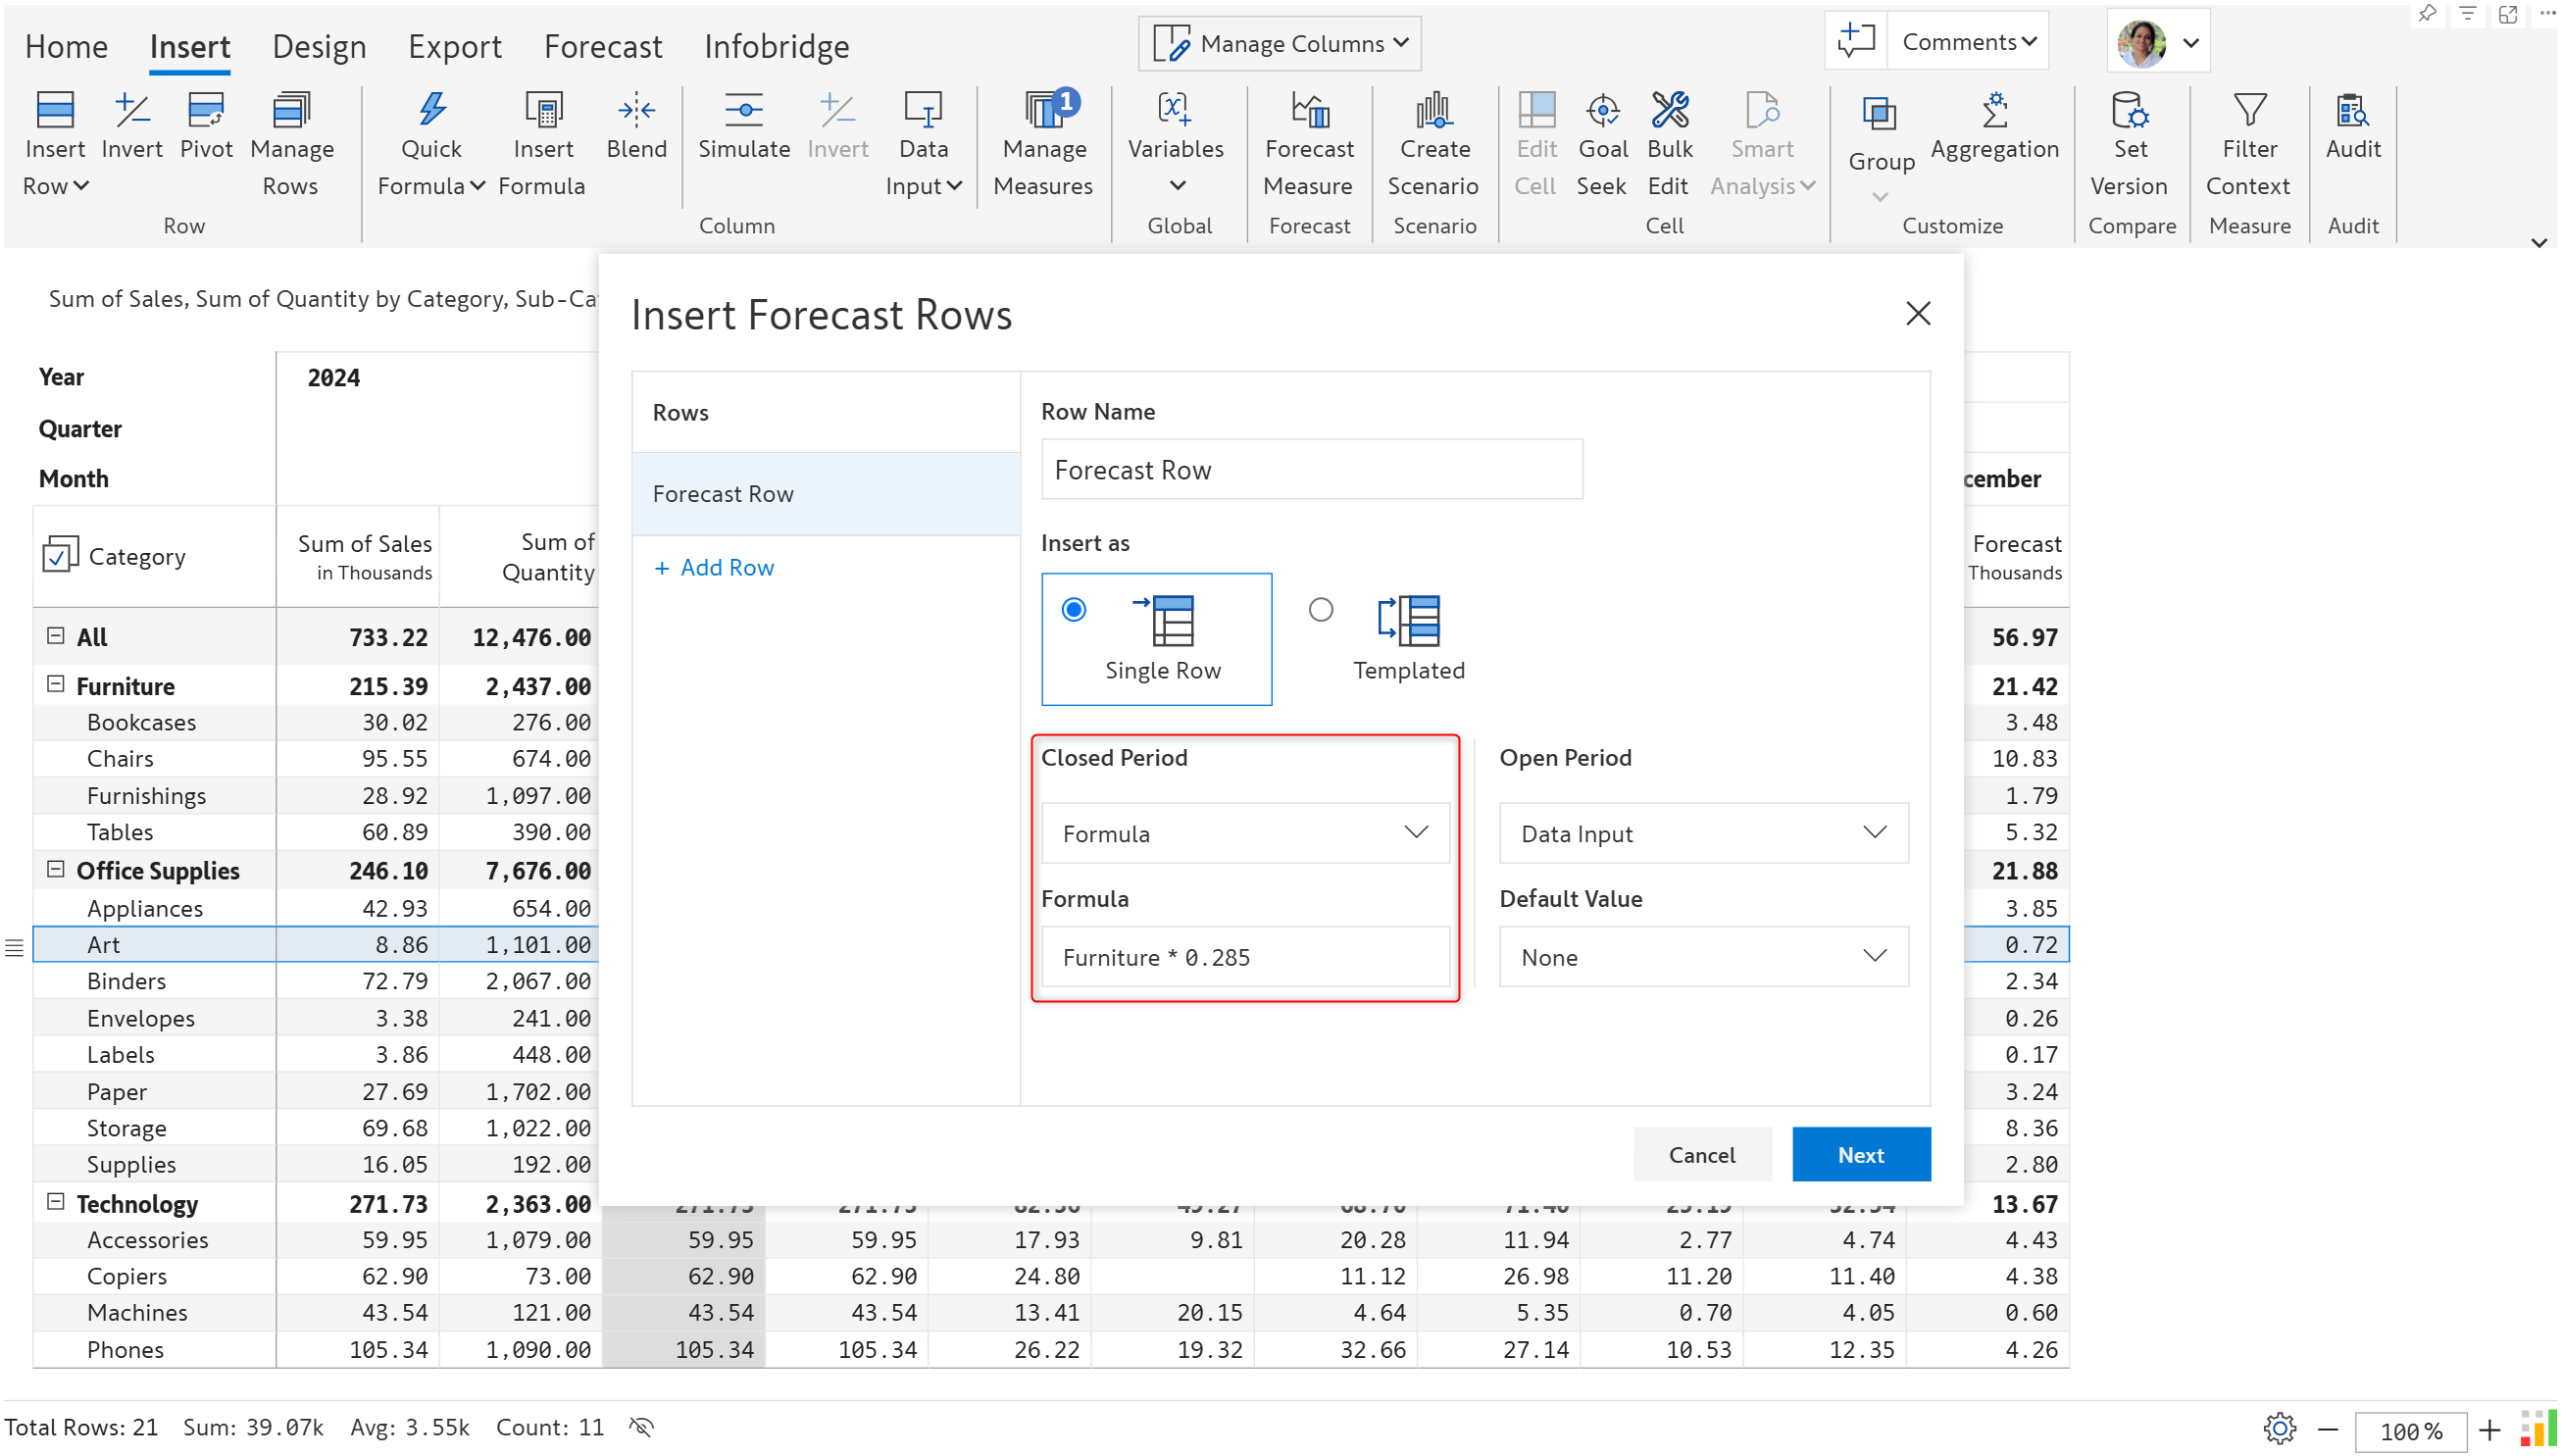 Home Insert Design Export Forecast Infobridge Manage Columns Comments
Insert Row Invert Pivot Manage Rows Quick Formula Insert Formula Blend Simulate Invert Data Input Manage Measures 1 Variables Forecast Measure Create Scenario Edit Cell Goal Seek Bulk Edit Smart Analysis Group Aggregation Set Version Filter Context Audit
Row Column Global Forecast Scenario Cell Customize Compare Measure Audit
Sum of Sales, Sum of Quantity by Category, Sub-Ca
Insert Forecast Rows
Rows
Forecast Row
+ Add Row
Row Name
Forecast Row
Insert as
Single Row Templated
Closed Period Open Period
Formula Data Input
Formula Default Value
Furniture * 0.285 None
Cancel Next
Year 2024
Quarter
Month cember
Category Sum of Sales in Thousands Sum of Quantity Forecast Thousands
All 733.22 12,476.00 56.97
Furniture 215.39 2,437.00 21.42
Bookcases 30.02 276.00 3.48
Chairs 95.55 674.00 10.83
Furnishings 28.92 1,097.00 1.79
Tables 60.89 390.00 5.32
Office Supplies 246.10 7,676.00 21.88
Appliances 42.93 654.00 3.85
Art 8.86 1,101.00 0.72
Binders 72.79 2,067.00 2.34
Envelopes 3.38 241.00 0.26
Labels 3.86 448.00 0.17
Paper 27.69 1,702.00 3.24
Storage 69.68 1,022.00 8.36
Supplies 16.05 192.00 2.80
Technology 271.73 2,363.00 13.67
Accessories 59.95 1,079.00 59.95 59.95 17.93 9.81 20.28 11.94 2.77 4.74 4.43
Copiers 62.90 73.00 62.90 62.90 24.80 11.12 26.98 11.20 11.40 4.38
Machines 43.54 121.00 43.54 43.54 13.41 20.15 4.64 5.35 0.70 4.05 0.60
Phones 105.34 1,090.00 105.34 105.34 26.22 19.32 32.66 27.14 10.53 12.35 4.26
Total Rows: 21 Sum: 39.07k Avg: 3.55k Count: 11 100 %